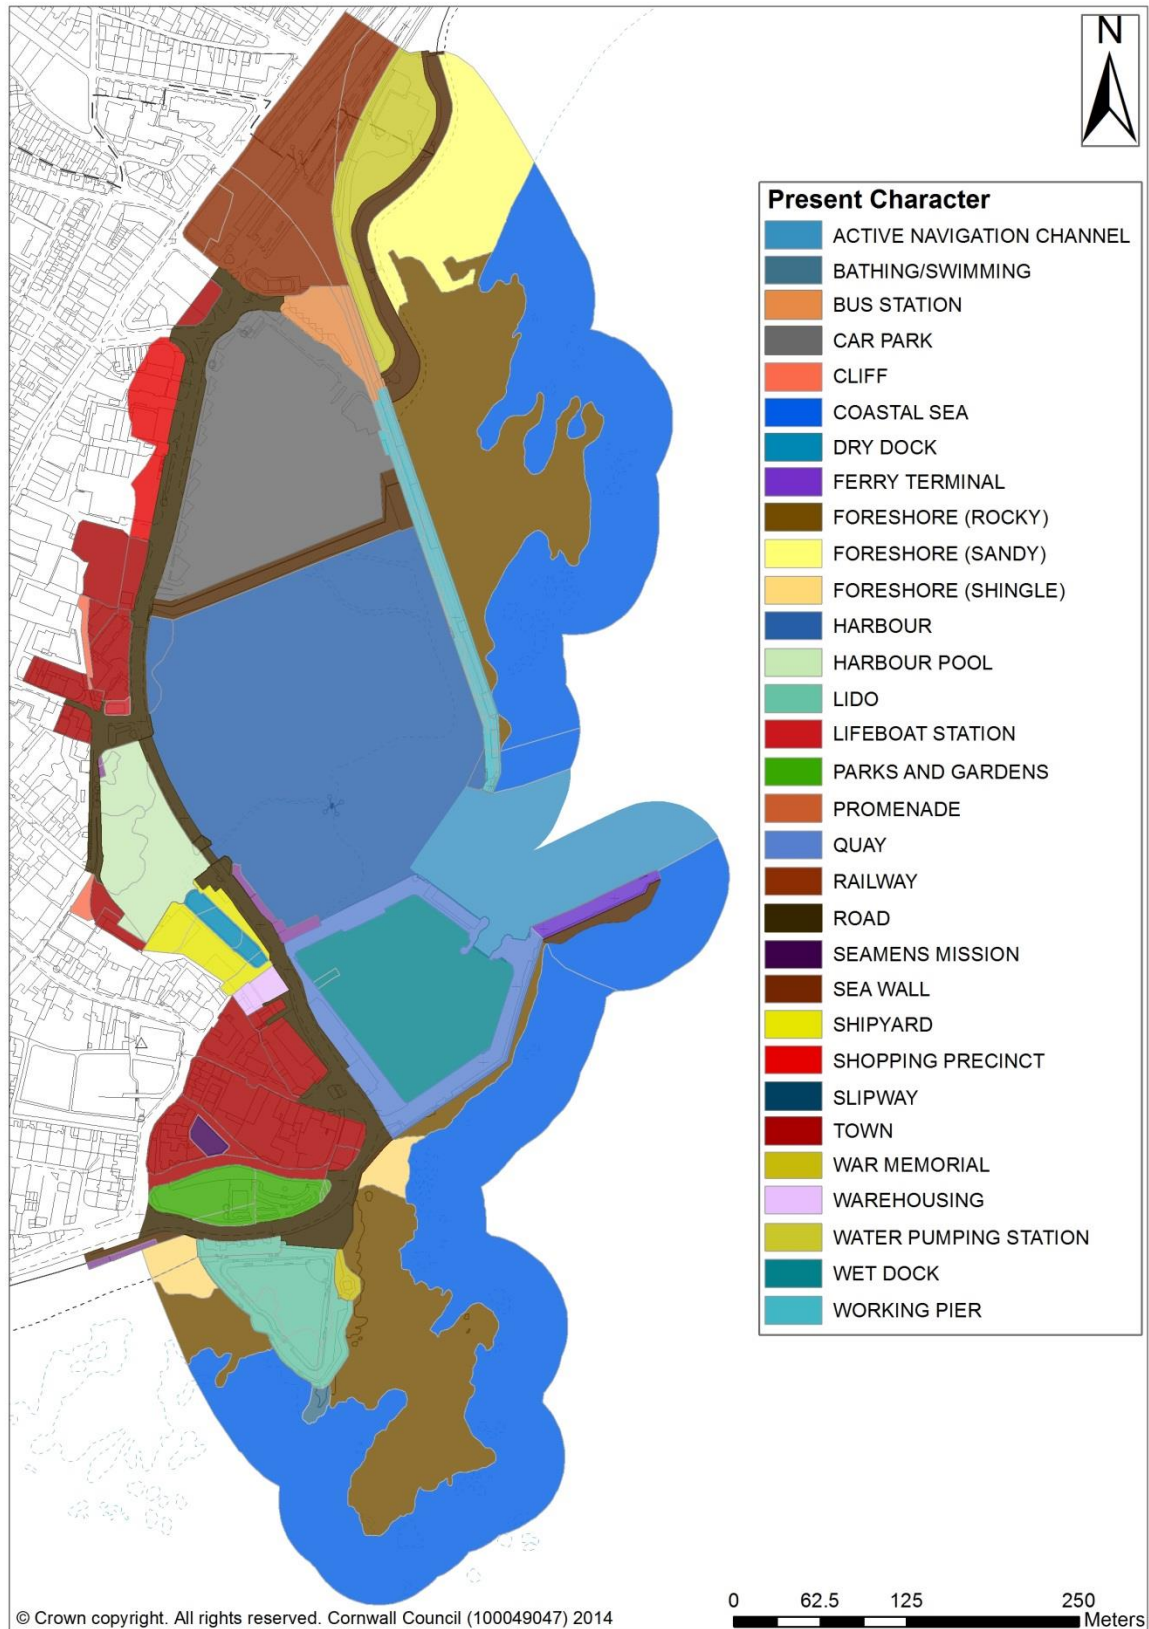 N
Present Character
ACTIVE NAVIGATION CHANNEL
BATHING/SWIMMING
BUS STATION
CAR PARK
CLIFF
COASTAL SEA
DRY DOCK
FERRY TERMINAL
FORESHORE (ROCKY)
FORESHORE (SANDY)
FORESHORE (SHINGLE)
HARBOUR
HARBOUR POOL
LIDO
LIFEBOAT STATION
PARKS AND GARDENS
PROMENADE
QUAY
RAILWAY
ROAD
SEAMENS MISSION
SEA WALL
SHIPYARD
SHOPPING PRECINCT
SLIPWAY
TOWN
WAR MEMORIAL
WAREHOUSING
WATER PUMPING STATION
WET DOCK
WORKING PIER
0 62.5 125 250
Meters
© Crown copyright. All rights reserved. Cornwall Council (100049047) 2014